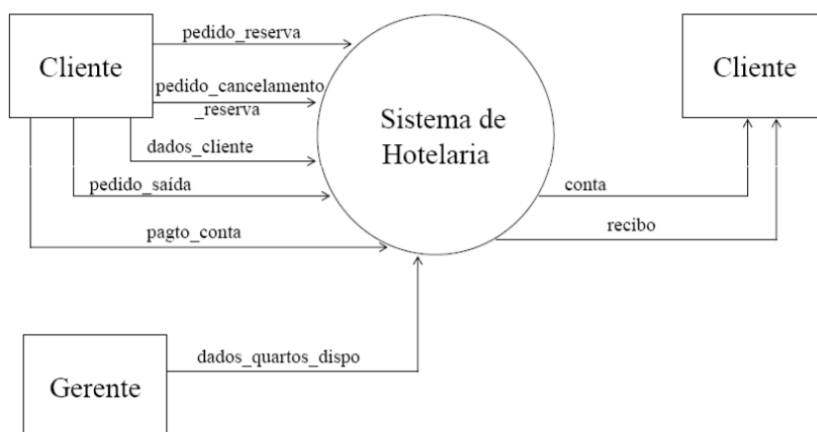 pedido_reserva
Cliente
pedido_cancelamento
_reserva
dados_cliente
pedido_saída
pagto_conta
Sistema de
Hotelaria
Cliente
conta
recibo
dados_quartos_dispo
Gerente